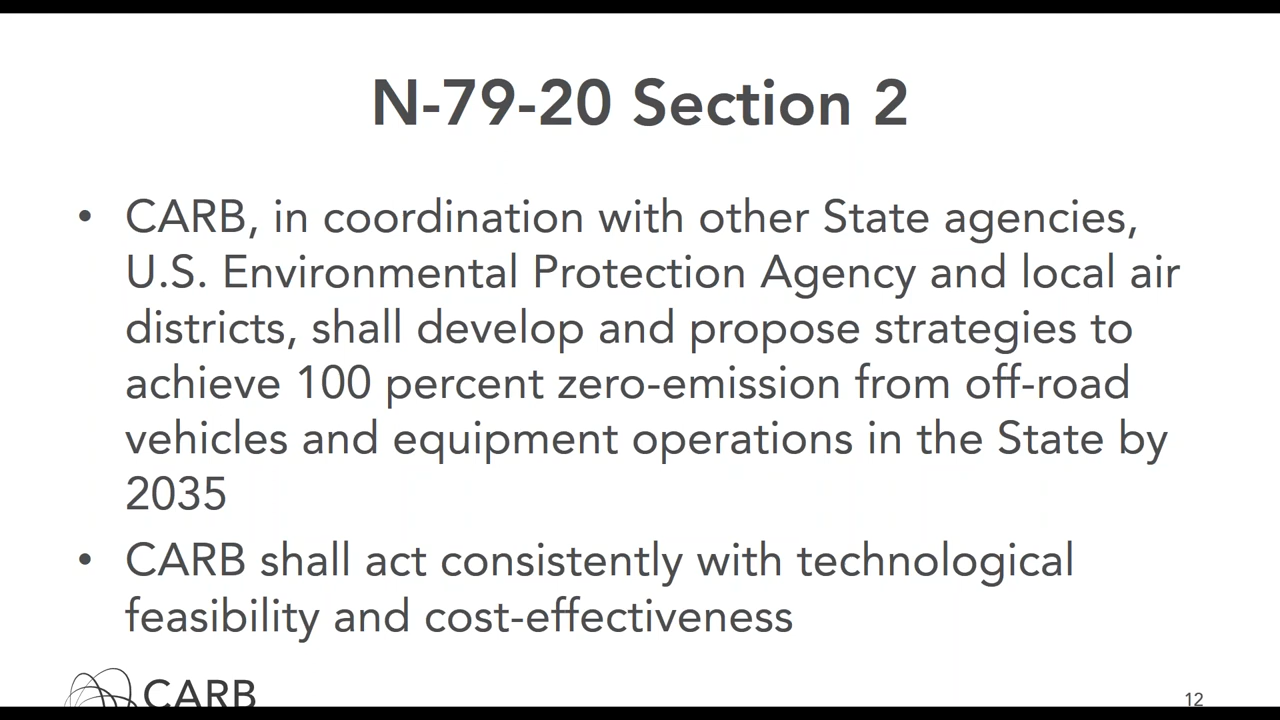 N-79-20 Section 2
• CARB, in coordination with other State agencies,
U.S. Environmental Protection Agency and local air
districts, shall develop and propose strategies to
achieve 100 percent zero-emission from off-road
vehicles and equipment operations in the State by
2035
• CARB shall act consistently with technological
feasibility and cost-effectiveness
CARB
12